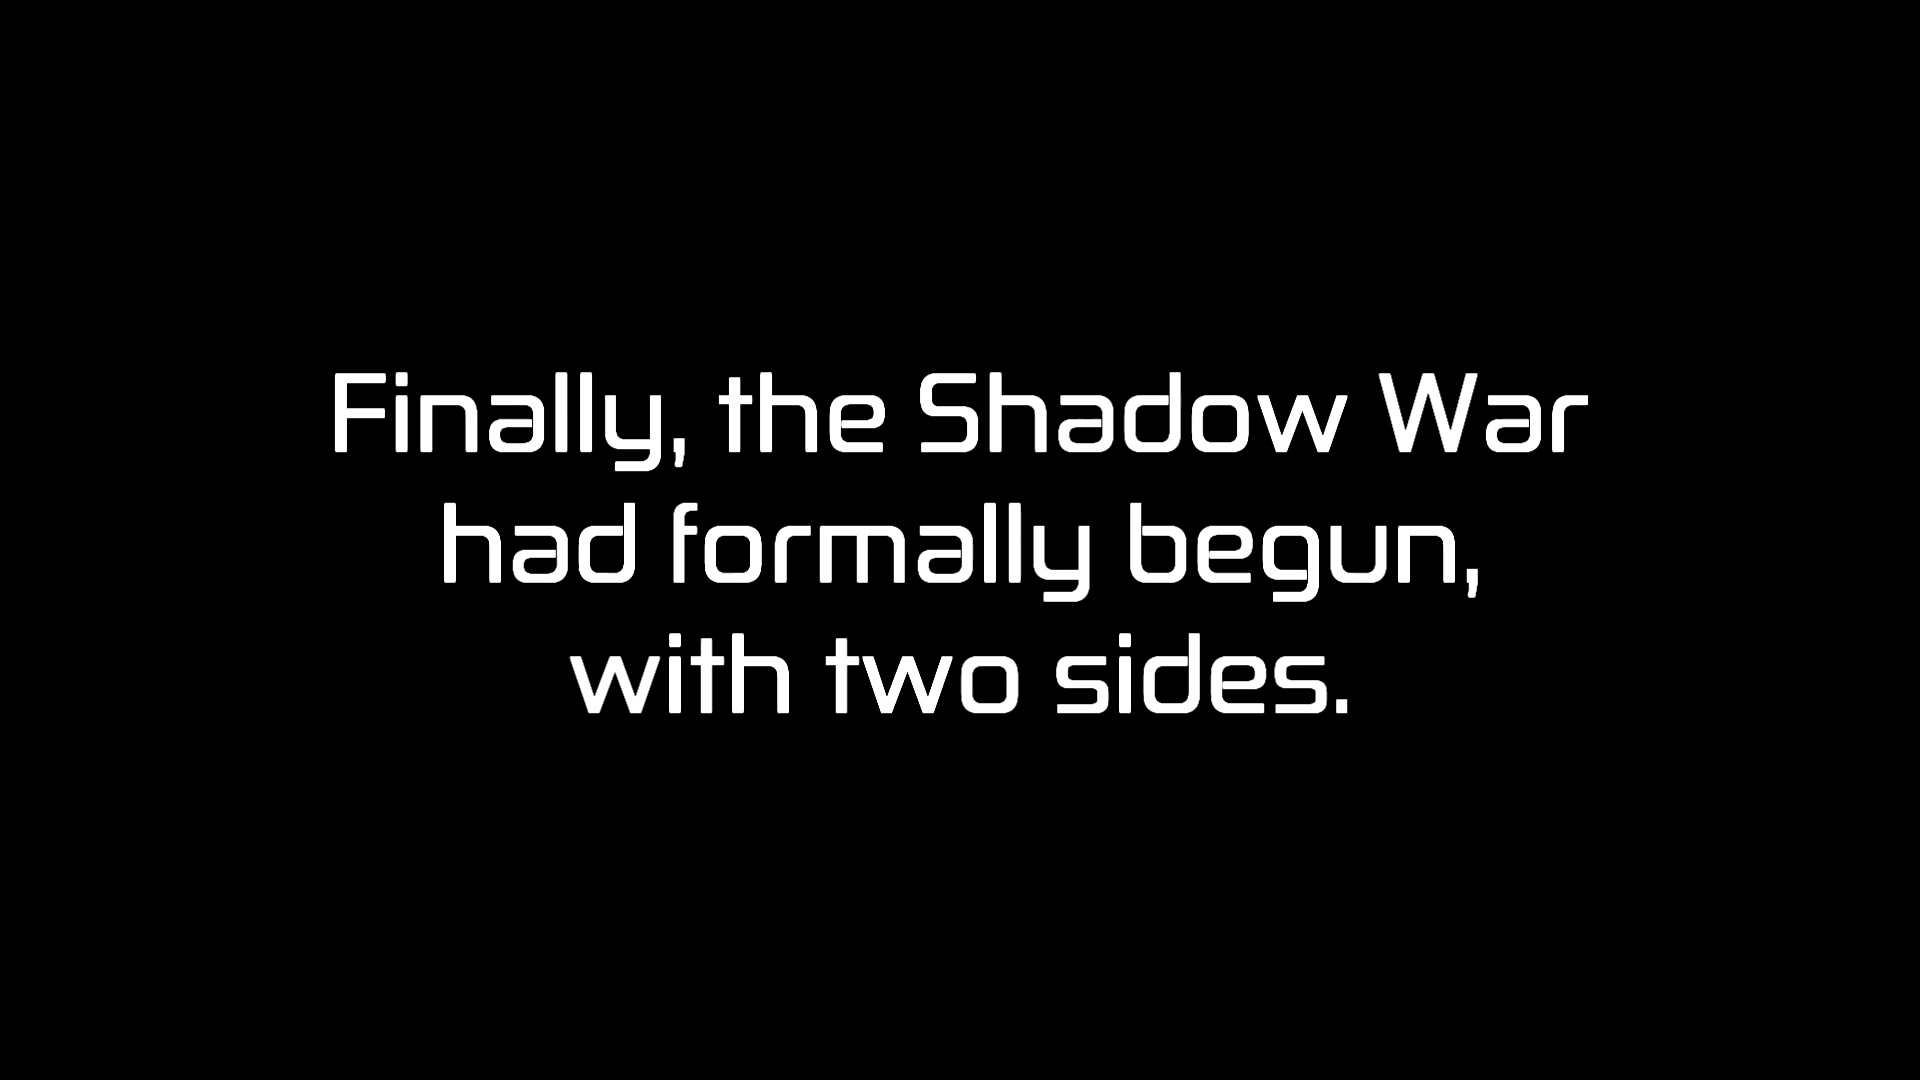 Finally, the Shadow War
had formally begun,
with two sides.